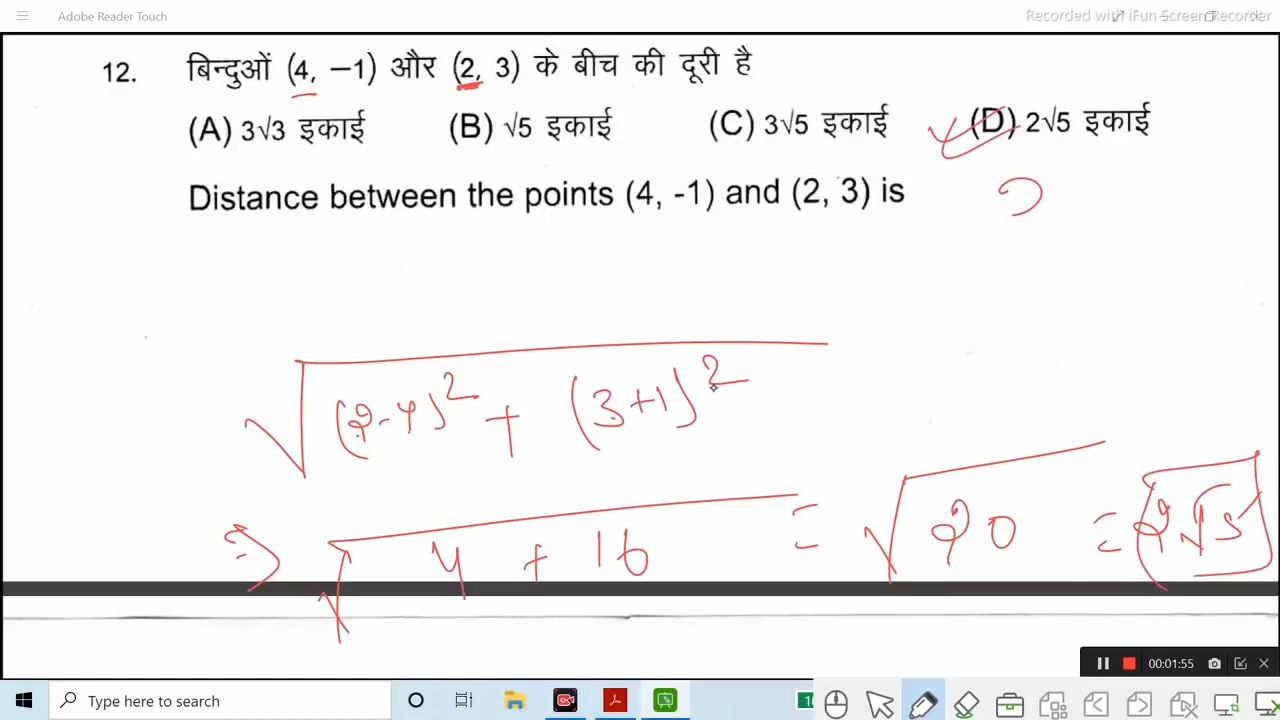 Adobe Reader Touch
Recorded with iFun Screen Recorder
12. बिन्दुओं (4, −1) और (2, 3) के बीच की दूरी है
(A) 3√3 इकाई (B) √5 इकाई (C) 3√5 इकाई (D) 2√5 इकाई
Distance between the points (4, -1) and (2, 3) is
√(2-4)² + (3+1)²
⇒ √4 + 16 = √20 = 2√5
00:01:55
Type here to search